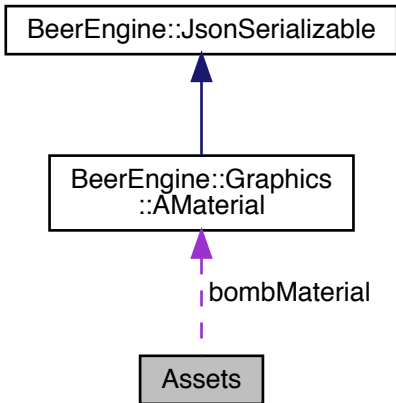 BeerEngine::JsonSerializable
BeerEngine::Graphics
::AMaterial
bombMaterial
Assets